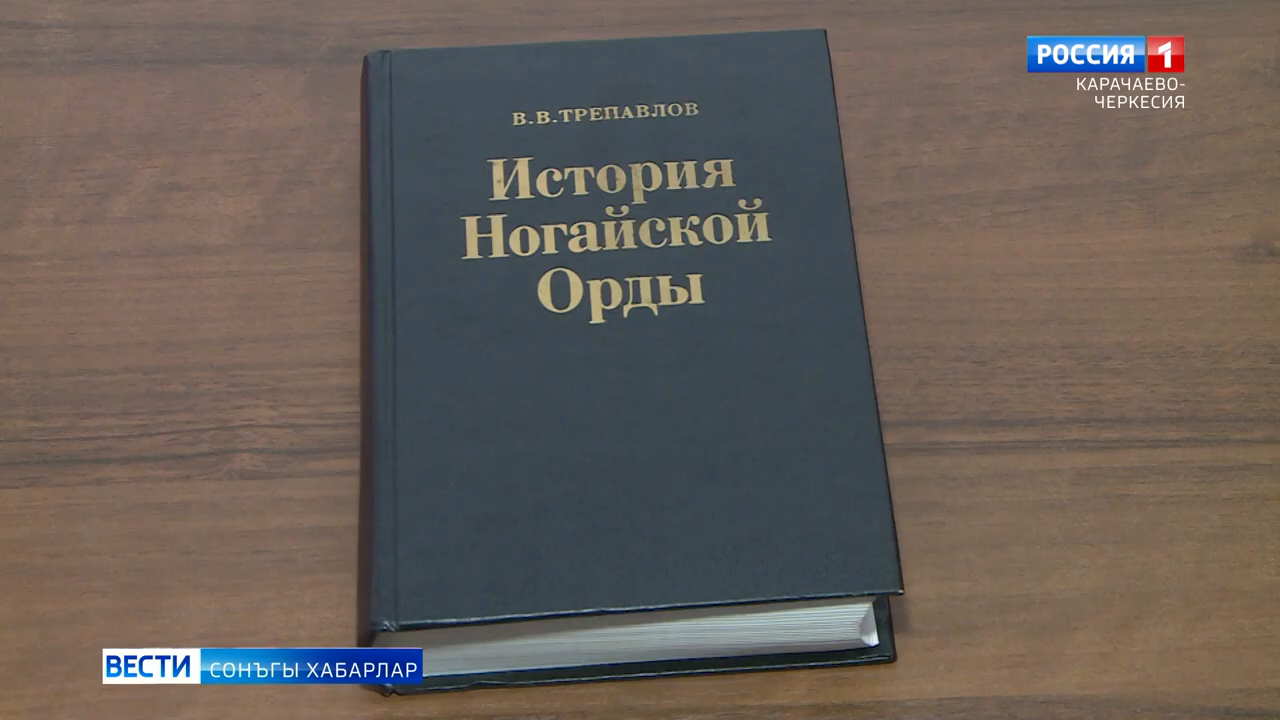 РОССИЯ 1
КАРАЧАЕВО-
ЧЕРКЕСИЯ
В.В.ТРЕПАВЛОВ
История
Ногайской
Орды
ВЕСТИ СОНЪГЫ ХАБАРЛАР